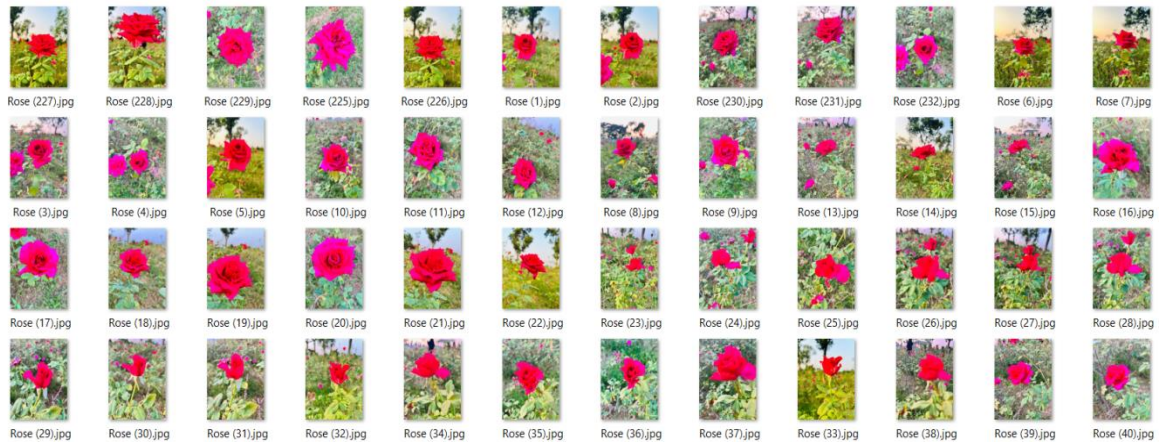 Rose (227).jpg Rose (228).jpg Rose (229).jpg Rose (225).jpg Rose (226).jpg Rose (1).jpg Rose (2).jpg Rose (230).jpg Rose (231).jpg Rose (232).jpg Rose (6).jpg Rose (7).jpg
Rose (3).jpg Rose (4).jpg Rose (5).jpg Rose (10).jpg Rose (11).jpg Rose (12).jpg Rose (8).jpg Rose (9).jpg Rose (13).jpg Rose (14).jpg Rose (15).jpg Rose (16).jpg
Rose (17).jpg Rose (18).jpg Rose (19).jpg Rose (20).jpg Rose (21).jpg Rose (22).jpg Rose (23).jpg Rose (24).jpg Rose (25).jpg Rose (26).jpg Rose (27).jpg Rose (28).jpg
Rose (29).jpg Rose (30).jpg Rose (31).jpg Rose (32).jpg Rose (34).jpg Rose (35).jpg Rose (36).jpg Rose (37).jpg Rose (33).jpg Rose (38).jpg Rose (39).jpg Rose (40).jpg